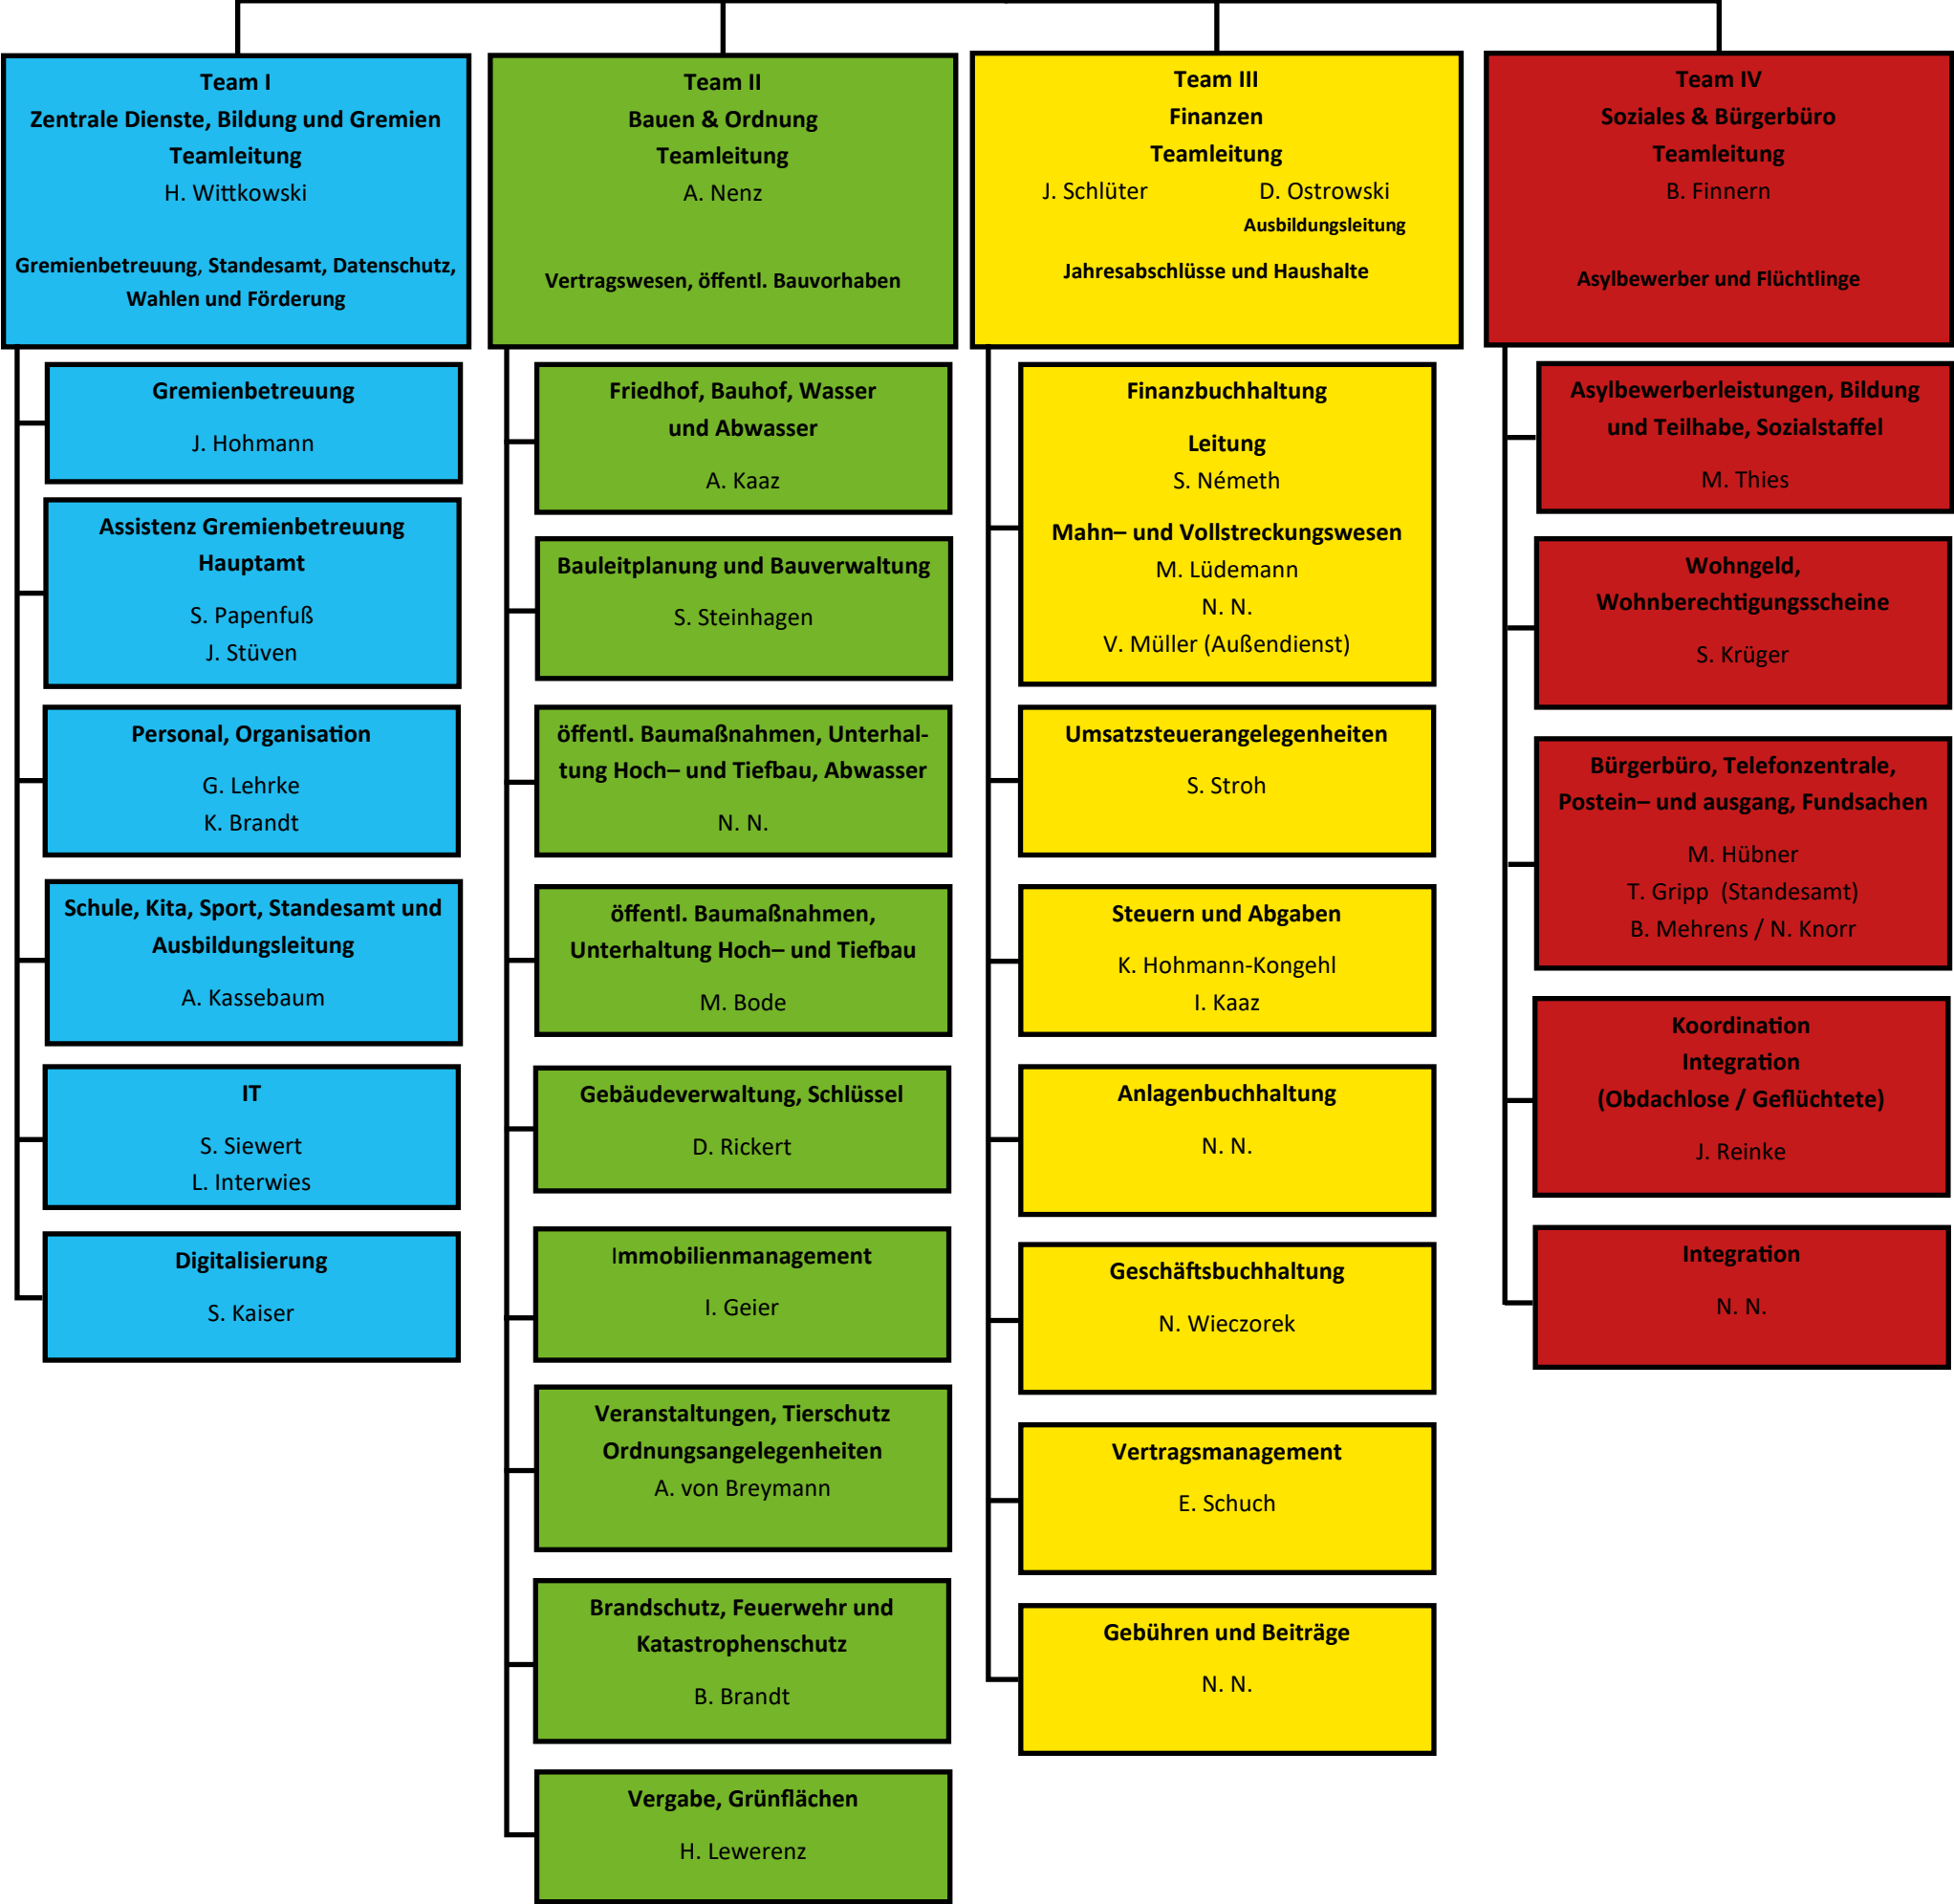 Team I
Zentrale Dienste, Bildung und Gremien
Teamleitung
H. Wittkowski
Gremienbetreuung, Standesamt, Datenschutz,
Wahlen und Förderung
Gremienbetreuung
J. Hohmann
Assistenz Gremienbetreuung
Hauptamt
S. Papenfuß
J. Stüven
Personal, Organisation
G. Lehrke
K. Brandt
Schule, Kita, Sport, Standesamt und
Ausbildungsleitung
A. Kassebaum
IT
S. Siewert
L. Interwies
Digitalisierung
S. Kaiser
Team II
Bauen & Ordnung
Teamleitung
A. Nenz
Vertragswesen, öffentl. Bauvorhaben
Friedhof, Bauhof, Wasser
und Abwasser
A. Kaaz
Bauleitplanung und Bauverwaltung
S. Steinhagen
öffentl. Baumaßnahmen, Unterhal-
tung Hoch– und Tiefbau, Abwasser
N. N.
öffentl. Baumaßnahmen,
Unterhaltung Hoch– und Tiefbau
M. Bode
Gebäudeverwaltung, Schlüssel
D. Rickert
Immobilienmanagement
I. Geier
Veranstaltungen, Tierschutz
Ordnungsangelegenheiten
A. von Breymann
Brandschutz, Feuerwehr und
Katastrophenschutz
B. Brandt
Vergabe, Grünflächen
H. Lewerenz
Team III
Finanzen
Teamleitung
J. Schlüter D. Ostrowski
Ausbildungsleitung
Jahresabschlüsse und Haushalte
Finanzbuchhaltung
Leitung
S. Németh
Mahn– und Vollstreckungswesen
M. Lüdemann
N. N.
V. Müller (Außendienst)
Umsatzsteuerangelegenheiten
S. Stroh
Steuern und Abgaben
K. Hohmann-Kongehl
I. Kaaz
Anlagenbuchhaltung
N. N.
Geschäftsbuchhaltung
N. Wieczorek
Vertragsmanagement
E. Schuch
Gebühren und Beiträge
N. N.
Team IV
Soziales & Bürgerbüro
Teamleitung
B. Finnern
Asylbewerber und Flüchtlinge
Asylbewerberleistungen, Bildung
und Teilhabe, Sozialstaffel
M. Thies
Wohngeld,
Wohnberechtigungsscheine
S. Krüger
Bürgerbüro, Telefonzentrale,
Postein– und ausgang, Fundsachen
M. Hübner
T. Gripp (Standesamt)
B. Mehrens / N. Knorr
Koordination
Integration
(Obdachlose / Geflüchtete)
J. Reinke
Integration
N. N.